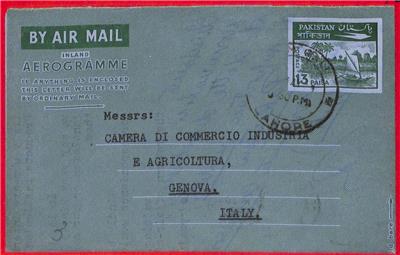 BY AIR MAIL
INLAND
AEROGRAMME
IF ANYTHING IS ENCLOSED
THIS LETTER WILL BE SENT
BY ORDINARY MAIL.
PAKISTAN
পাকিস্তান
13
PAISA
LAHORE
Messrs:
CAMERA DI COMMERCIO INDUSTRIA
E AGRICOLTURA,
GENOVA.
ITALY.
3